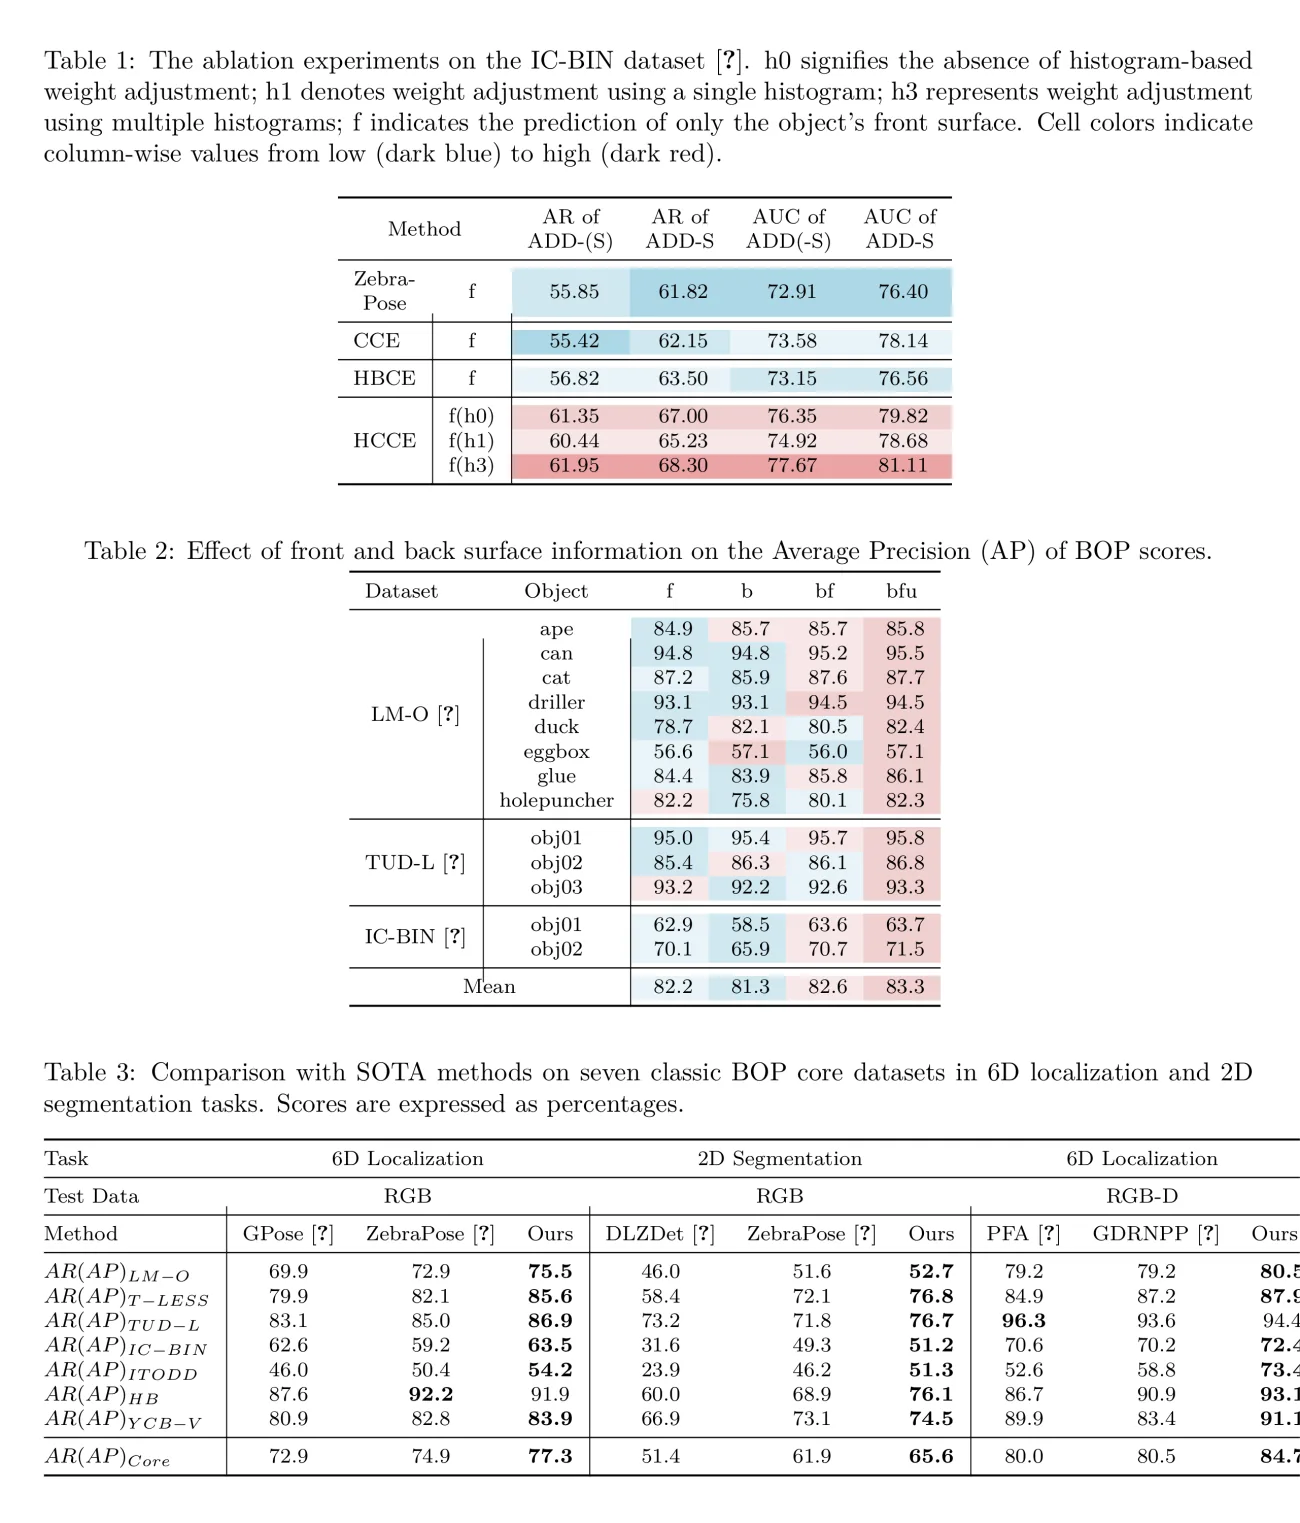 Table 1: The ablation experiments on the IC-BIN dataset [?]. h0 signifies the absence of histogram-based
weight adjustment; h1 denotes weight adjustment using a single histogram; h3 represents weight adjustment
using multiple histograms; f indicates the prediction of only the object's front surface. Cell colors indicate
column-wise values from low (dark blue) to high (dark red).
Method AR of ADD-(S) AR of ADD-S AUC of ADD(-S) AUC of ADD-S
Zebra-Pose f 55.85 61.82 72.91 76.40
CCE f 55.42 62.15 73.58 78.14
HBCE f 56.82 63.50 73.15 76.56
HCCE f(h0) 61.35 67.00 76.35 79.82
f(h1) 60.44 65.23 74.92 78.68
f(h3) 61.95 68.30 77.67 81.11
Table 2: Effect of front and back surface information on the Average Precision (AP) of BOP scores.
Dataset Object f b bf bfu
LM-O [?] ape 84.9 85.7 85.7 85.8
can 94.8 94.8 95.2 95.5
cat 87.2 85.9 87.6 87.7
driller 93.1 93.1 94.5 94.5
duck 78.7 82.1 80.5 82.4
eggbox 56.6 57.1 56.0 57.1
glue 84.4 83.9 85.8 86.1
holepuncher 82.2 75.8 80.1 82.3
TUD-L [?] obj01 95.0 95.4 95.7 95.8
obj02 85.4 86.3 86.1 86.8
obj03 93.2 92.2 92.6 93.3
IC-BIN [?] obj01 62.9 58.5 63.6 63.7
obj02 70.1 65.9 70.7 71.5
Mean 82.2 81.3 82.6 83.3
Table 3: Comparison with SOTA methods on seven classic BOP core datasets in 6D localization and 2D
segmentation tasks. Scores are expressed as percentages.
Task 6D Localization 2D Segmentation 6D Localization
Test Data RGB RGB RGB-D
Method GPose [?] ZebraPose [?] Ours DLZDet [?] ZebraPose [?] Ours PFA [?] GDRNPP [?] Ours
AR(AP)LM−O 69.9 72.9 75.5 46.0 51.6 52.7 79.2 79.2 80.5
AR(AP)T−LESS 79.9 82.1 85.6 58.4 72.1 76.8 84.9 87.2 87.9
AR(AP)TUD−L 83.1 85.0 86.9 73.2 71.8 76.7 96.3 93.6 94.4
AR(AP)IC−BIN 62.6 59.2 63.5 31.6 49.3 51.2 70.6 70.2 72.4
AR(AP)ITODD 46.0 50.4 54.2 23.9 46.2 51.3 52.6 58.8 73.4
AR(AP)HB 87.6 92.2 91.9 60.0 68.9 76.1 86.7 90.9 93.1
AR(AP)YCB−V 80.9 82.8 83.9 66.9 73.1 74.5 89.9 83.4 91.1
AR(AP)Core 72.9 74.9 77.3 51.4 61.9 65.6 80.0 80.5 84.7